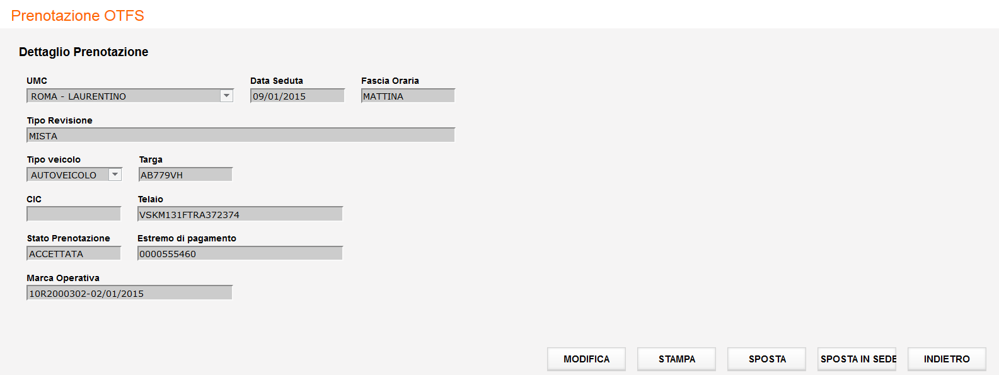 Prenotazione OTFS
Dettaglio Prenotazione
UMC Data Seduta Fascia Oraria
ROMA - LAURENTINO 09/01/2015 MATTINA
Tipo Revisione
MISTA
Tipo veicolo Targa
AUTOVEICOLO AB779VH
CIC Telaio
VSKM131FTRA372374
Stato Prenotazione Estremo di pagamento
ACCETTATA 0000555460
Marca Operativa
10R2000302-02/01/2015
MODIFICA STAMPA SPOSTA SPOSTA IN SEDE INDIETRO